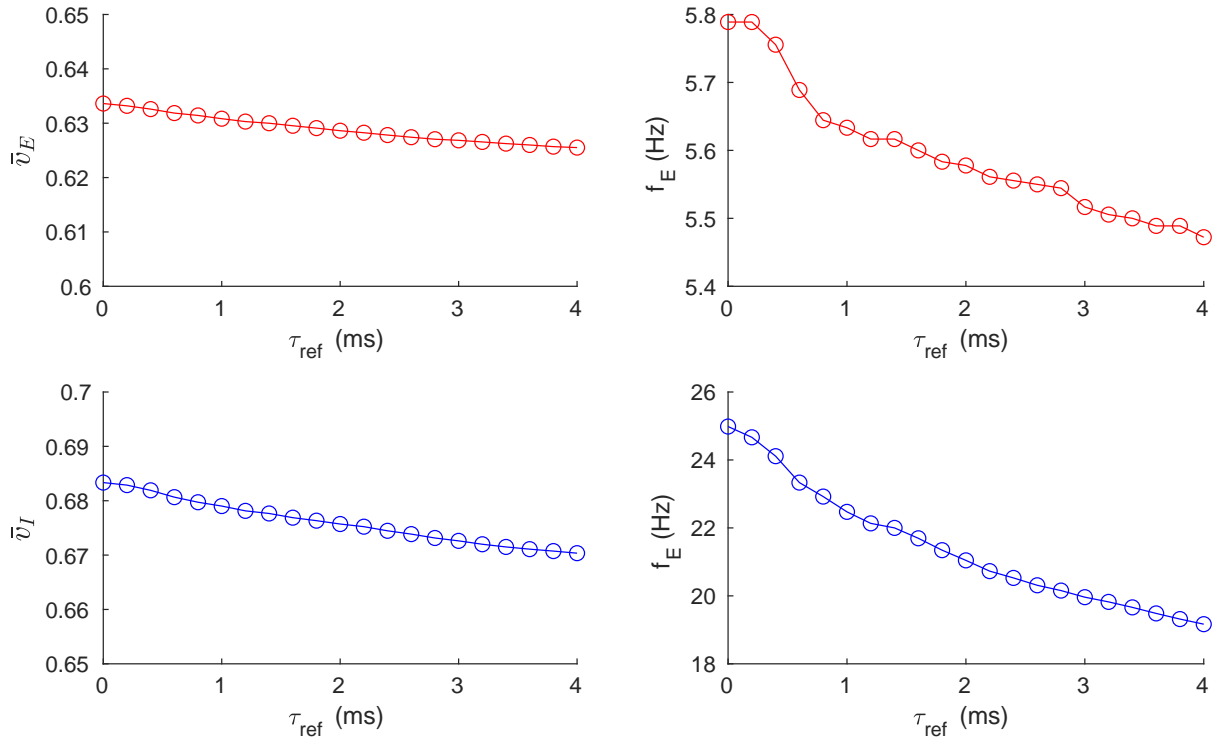 0.65
0.64
0.63
0.62
0.61
0.6
v̄_E
0 1 2 3 4
τ_ref (ms)
5.8
5.7
5.6
5.5
5.4
f_E (Hz)
0 1 2 3 4
τ_ref (ms)
0.7
0.69
0.68
0.67
0.66
0.65
v̄_I
0 1 2 3 4
τ_ref (ms)
26
24
22
20
18
f_E (Hz)
0 1 2 3 4
τ_ref (ms)